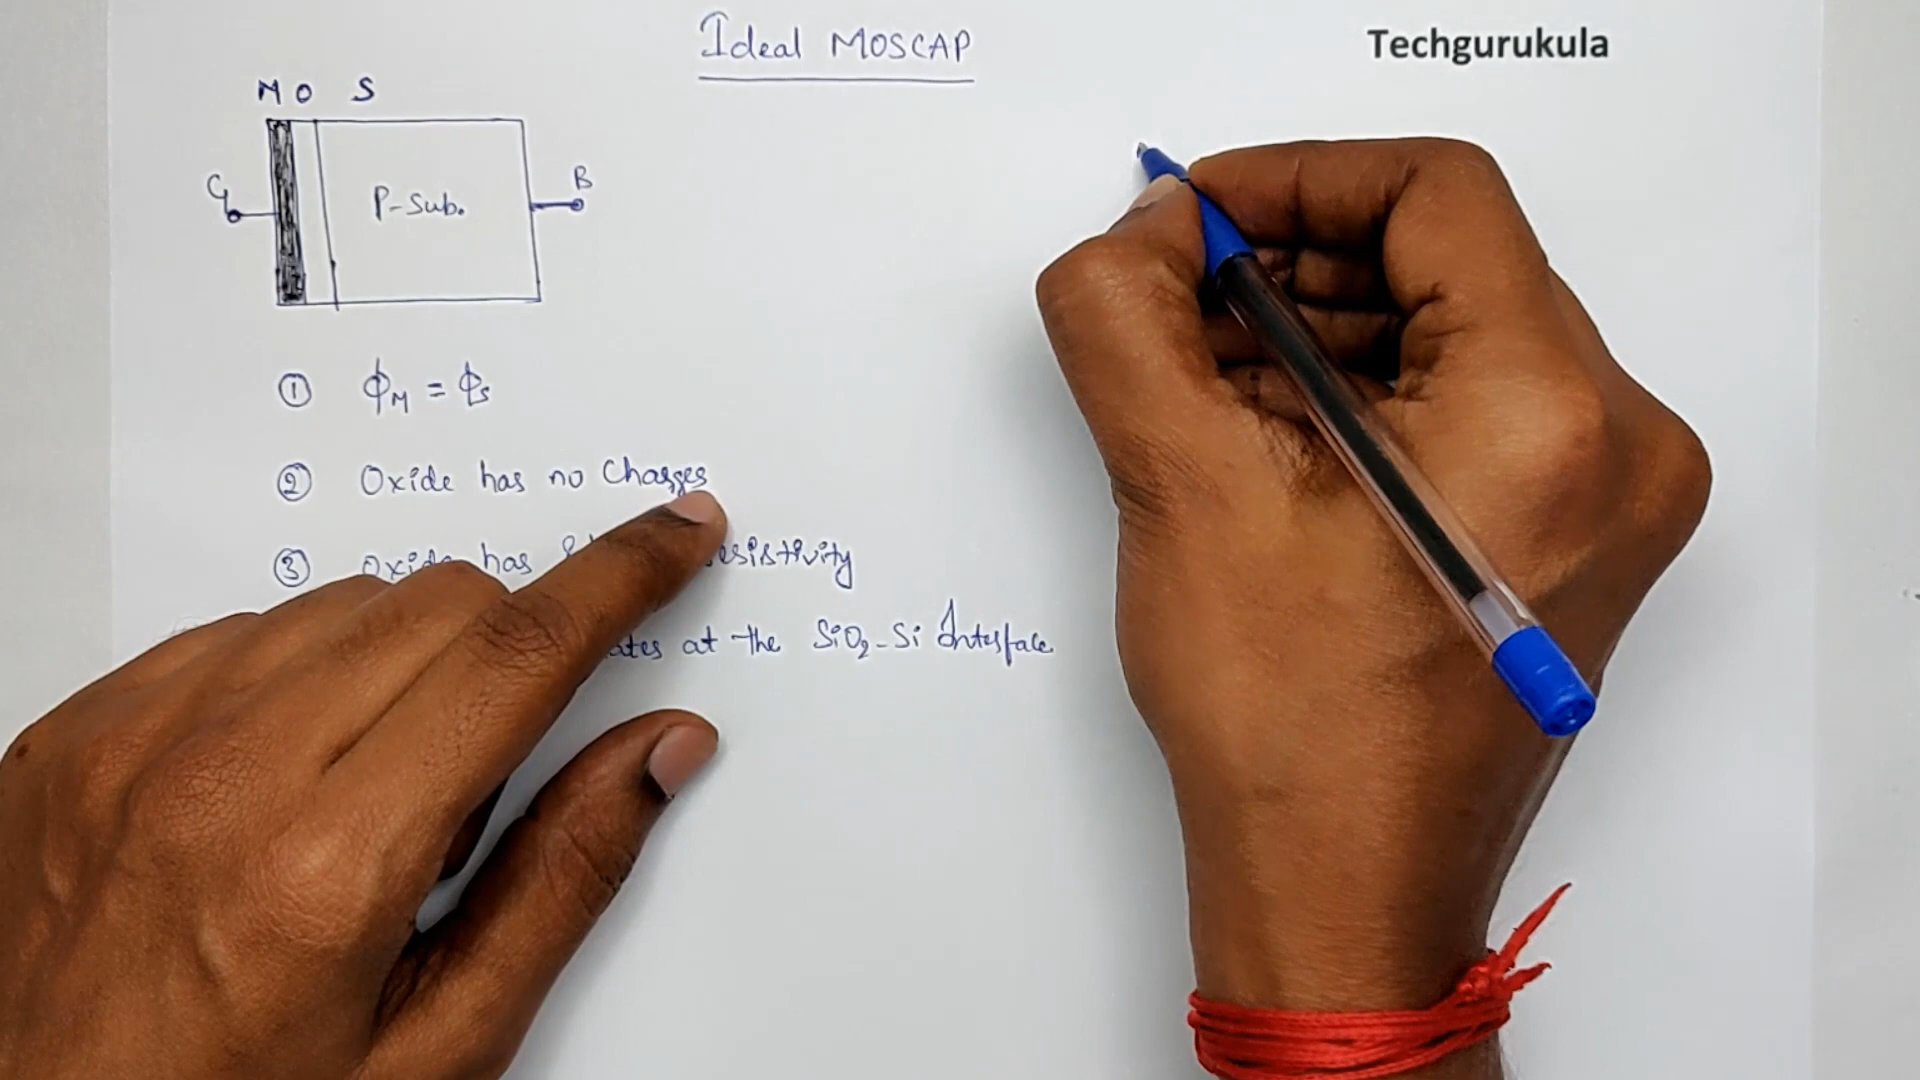 Ideal MOSCAP
Techgurukula
M O S
G
P-Sub.
B
① ϕM = ϕS
② Oxide has no Charges
③ Oxide has
at the SiO2-Si Interface